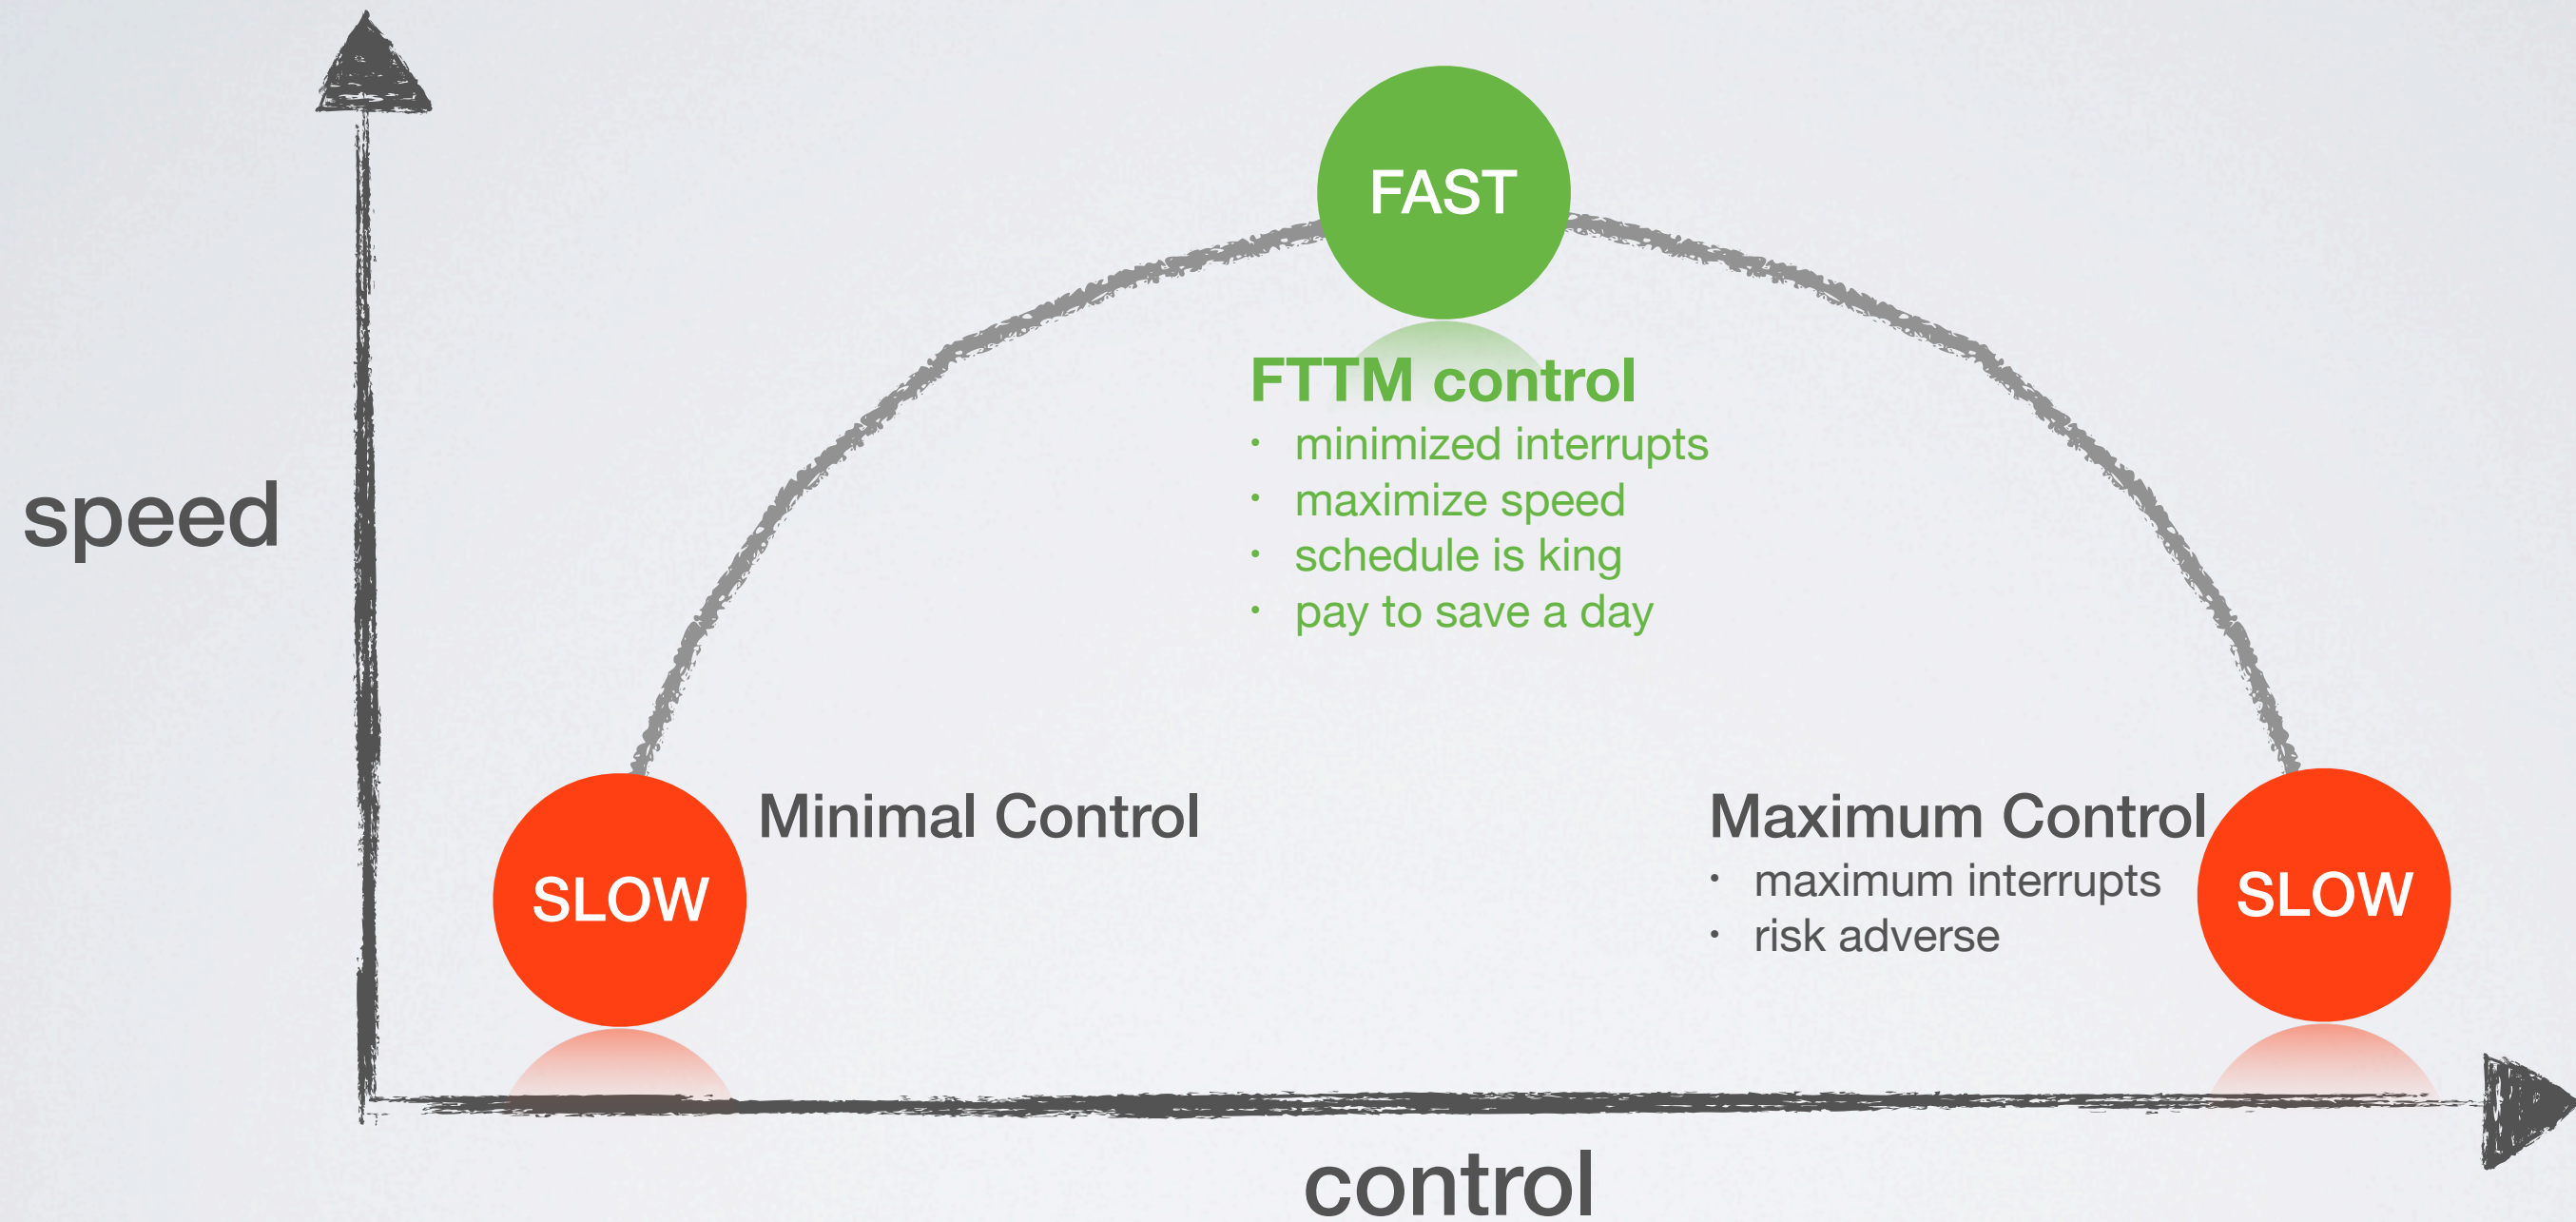 FAST
FTTM control
• minimized interrupts
• maximize speed
• schedule is king
• pay to save a day
speed
Minimal Control
SLOW
Maximum Control
• maximum interrupts
• risk adverse
SLOW
control